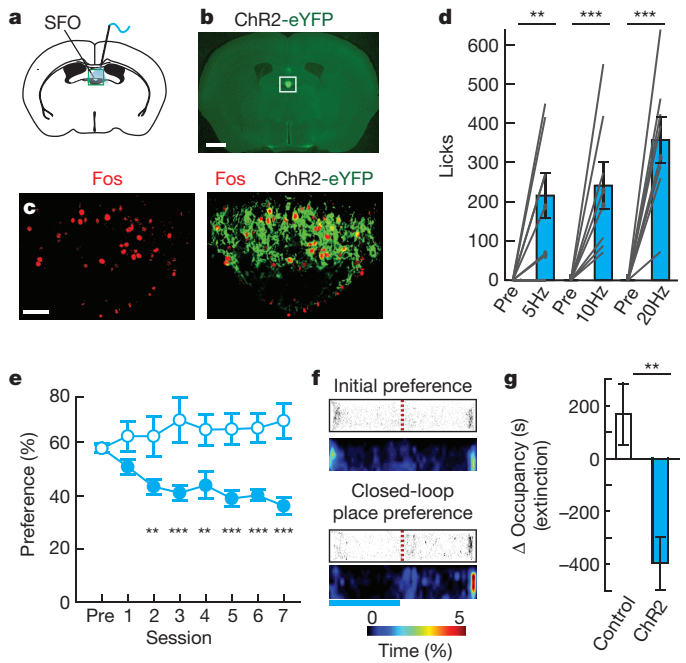 a
SFO
b
ChR2-eYFP
Fos
c
Fos ChR2-eYFP
d
** *** ***
600
500
400
300
200
100
0
Licks
Pre 5Hz Pre 10Hz Pre 20Hz
e
80
60
40
20
0
Preference (%)
** *** ** *** *** ***
Pre 1 2 3 4 5 6 7
Session
f
Initial preference
Closed-loop
place preference
0 5
Time (%)
g
**
200
0
−200
−400
Δ Occupancy (s)
(extinction)
Control ChR2